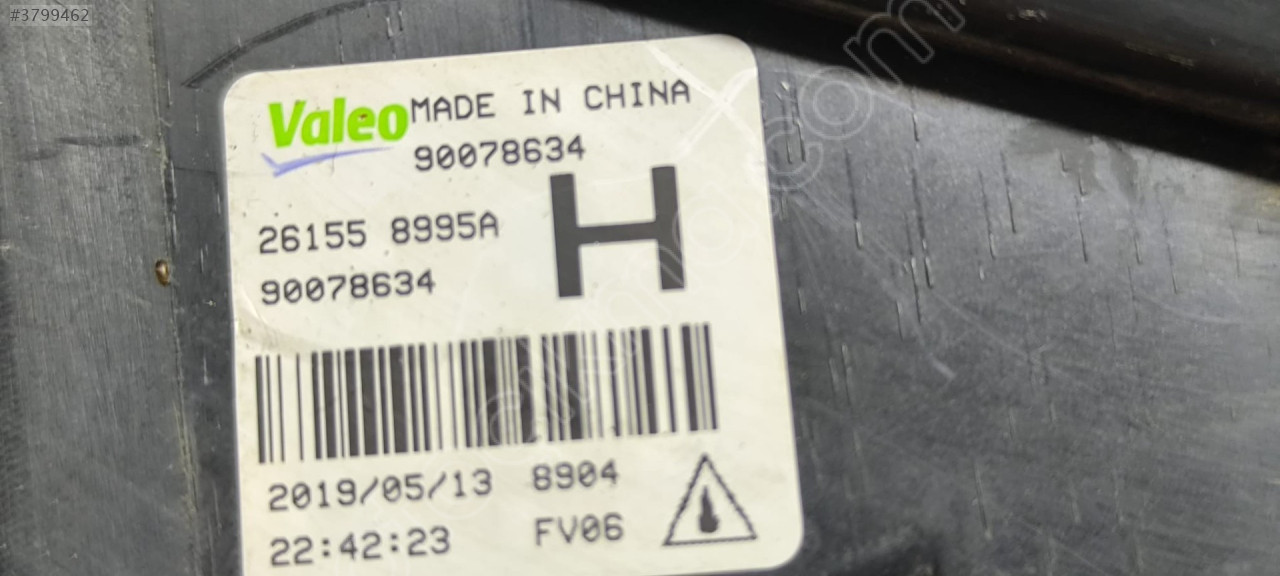 #3799462
Valeo MADE IN CHINA
90078634
H
26155 8995A
90078634
2019/05/13 8904
22:42:23 FV06